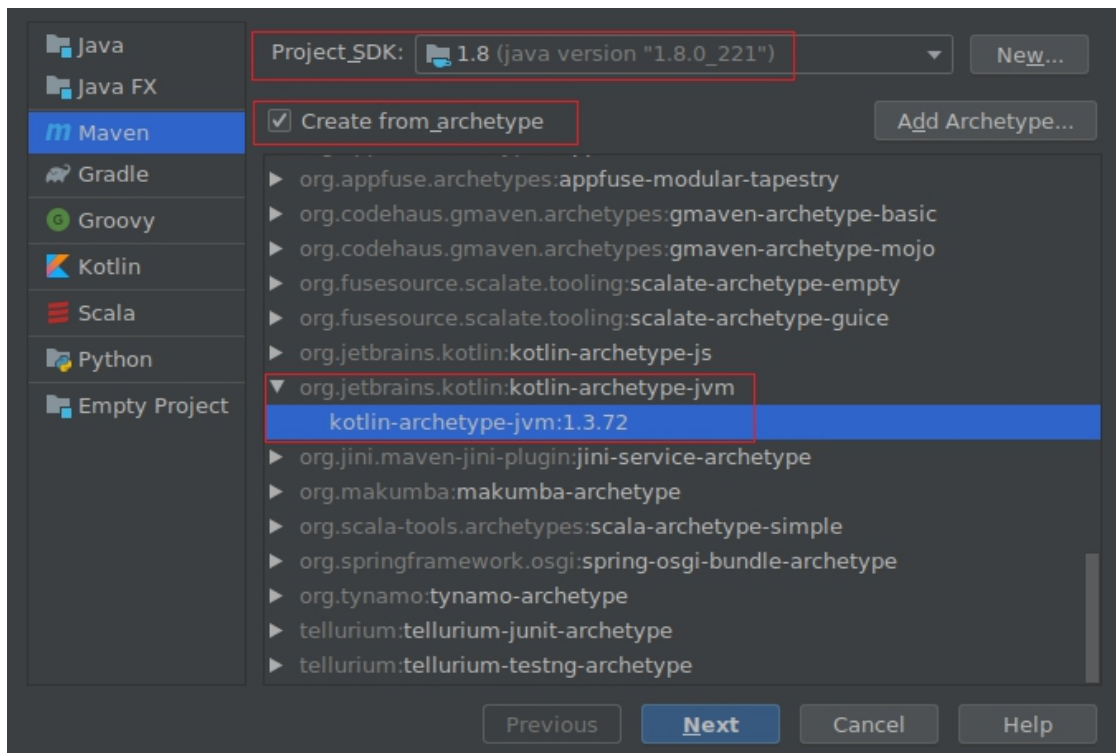 Java
Java FX
Maven
Gradle
Groovy
Kotlin
Scala
Python
Empty Project
Project SDK: 1.8 (java version "1.8.0_221") New...
Create from archetype Add Archetype...
org.appfuse.archetypes:appfuse-modular-tapestry
org.codehaus.gmaven.archetypes:gmaven-archetype-basic
org.codehaus.gmaven.archetypes:gmaven-archetype-mojo
org.fusesource.scalate.tooling:scalate-archetype-empty
org.fusesource.scalate.tooling:scalate-archetype-guice
org.jetbrains.kotlin:kotlin-archetype-js
org.jetbrains.kotlin:kotlin-archetype-jvm
kotlin-archetype-jvm:1.3.72
org.jini.maven-jini-plugin:jini-service-archetype
org.makumba:makumba-archetype
org.scala-tools.archetypes:scala-archetype-simple
org.springframework.osgi:spring-osgi-bundle-archetype
org.tynamo:tynamo-archetype
tellurium:tellurium-junit-archetype
tellurium:tellurium-testng-archetype
Previous Next Cancel Help